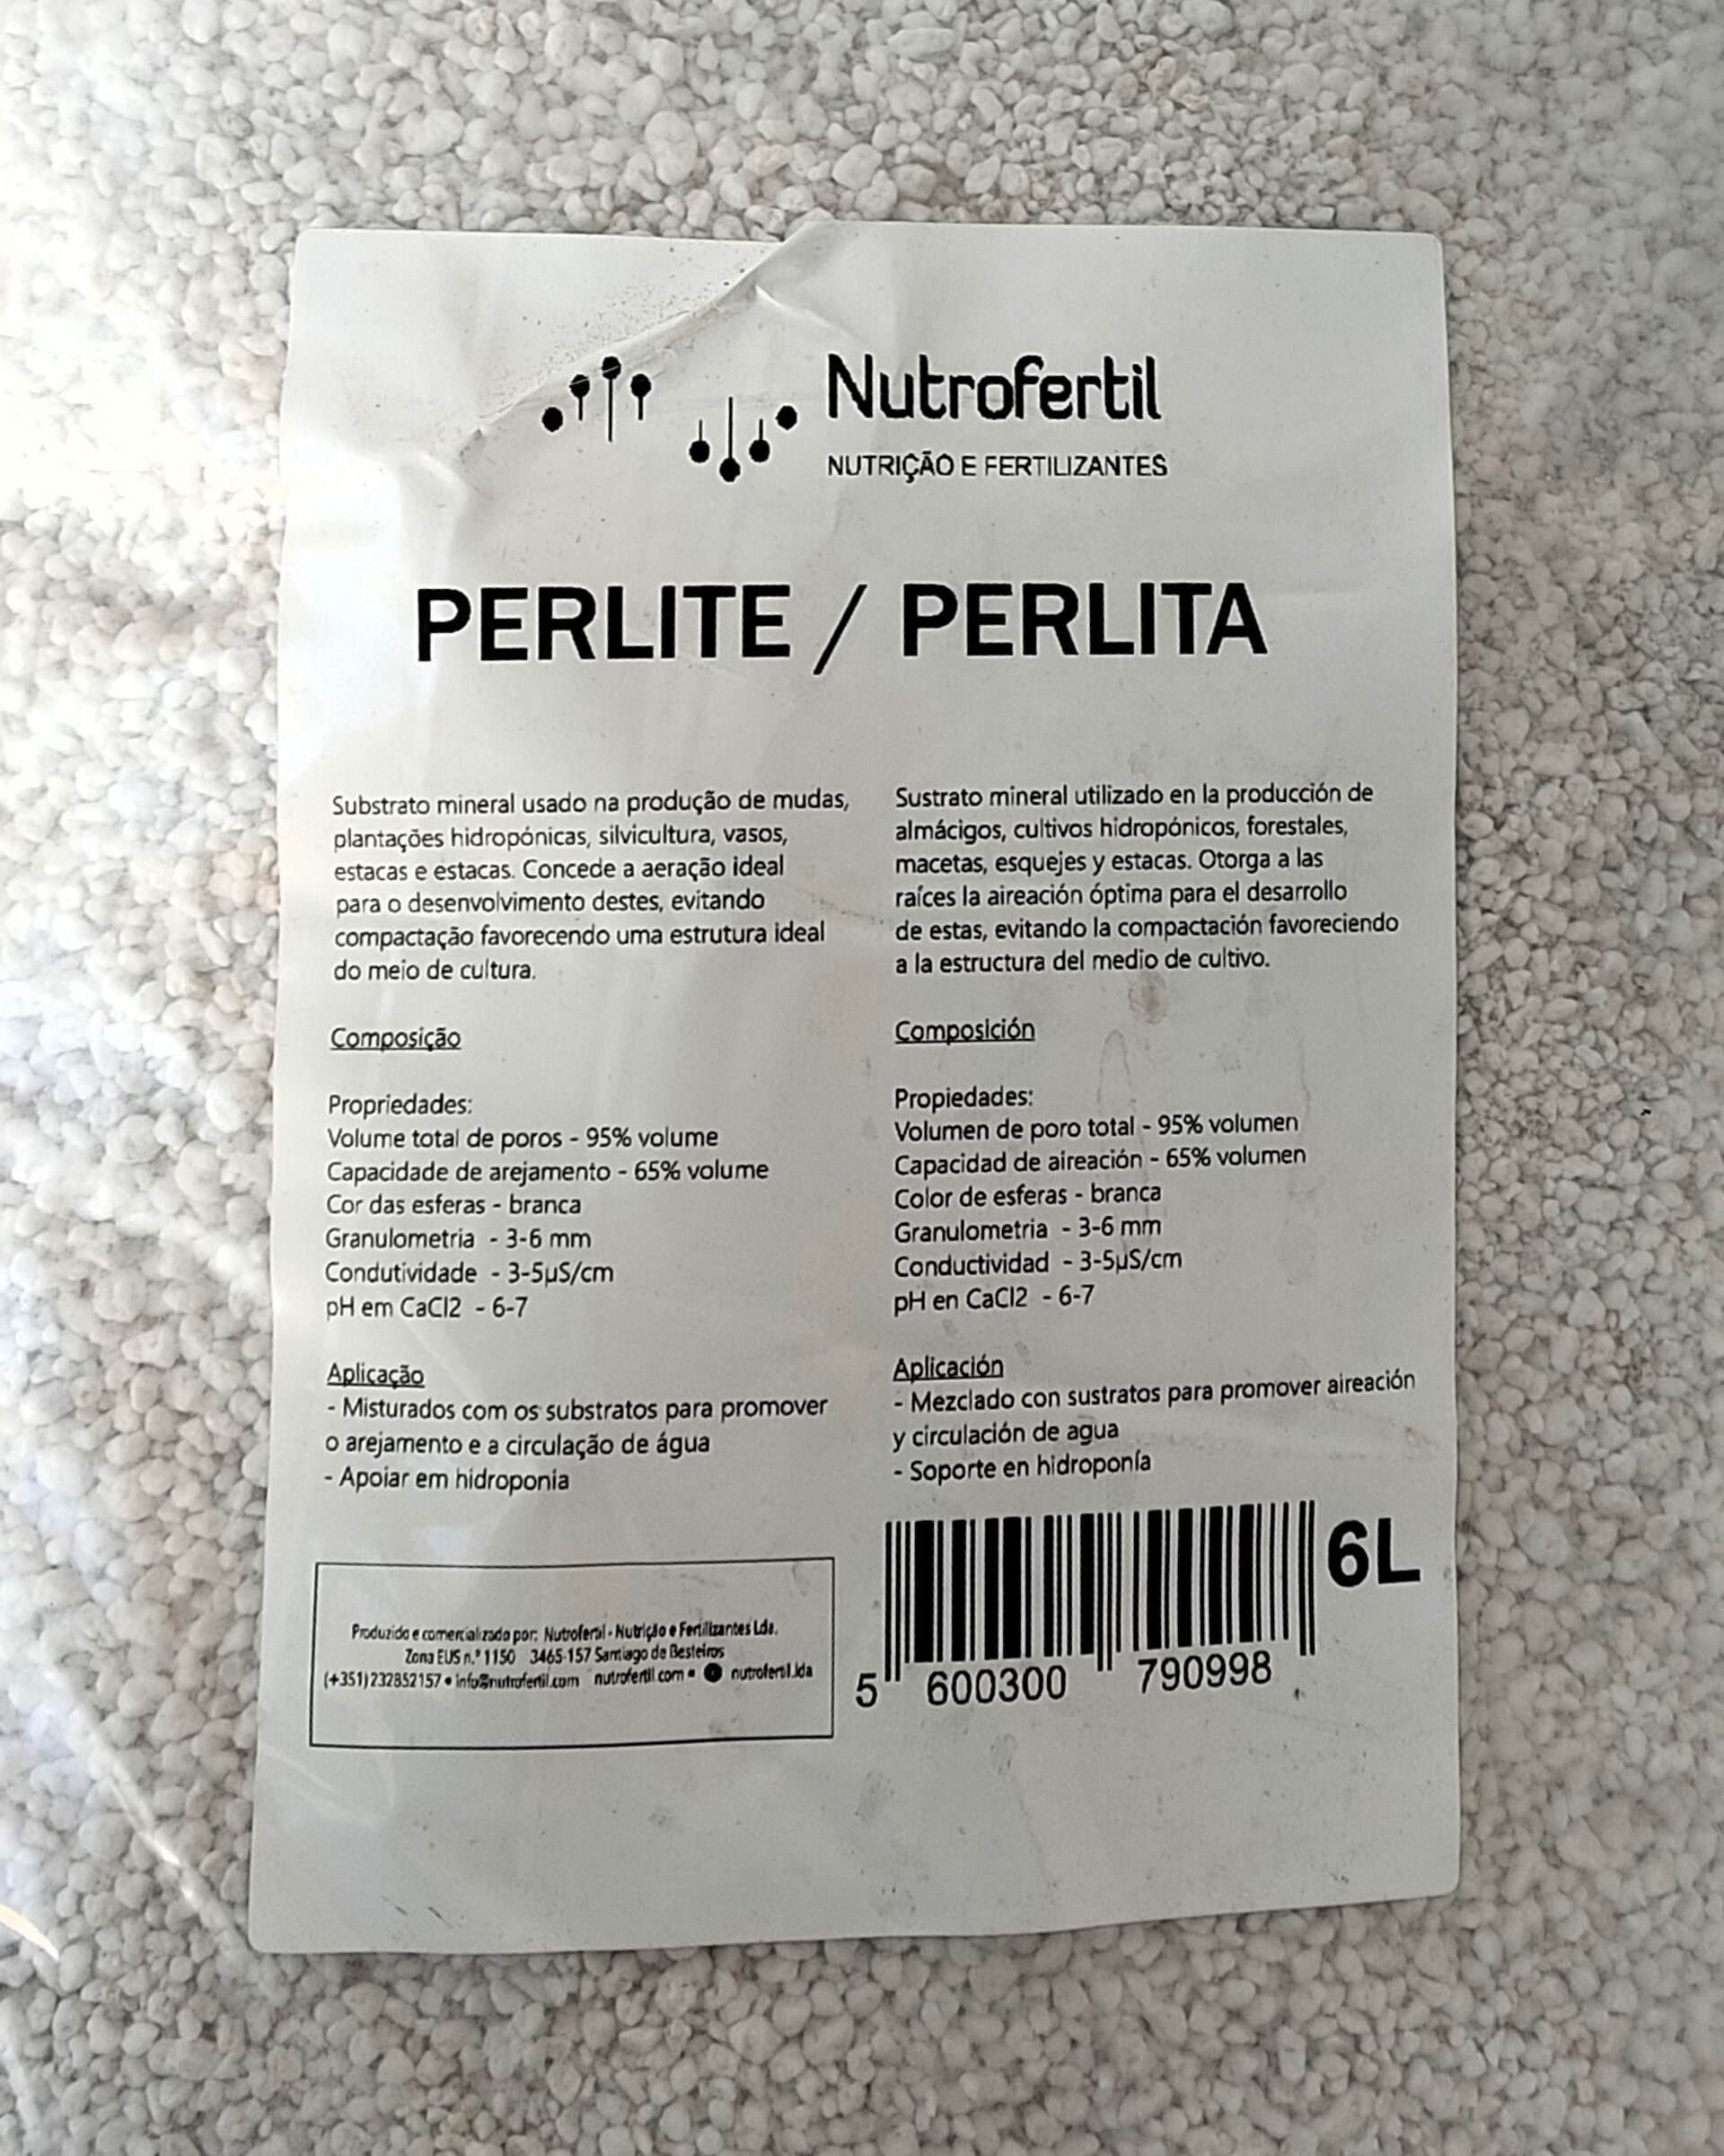 Nutrofertil
NUTRIÇÃO E FERTILIZANTES
PERLITE / PERLITA
Substrato mineral usado na produção de mudas,
plantações hidropónicas, silvicultura, vasos,
estacas e estacas. Concede a aeração ideal
para o desenvolvimento destes, evitando
compactação favorecendo uma estrutura ideal
do meio de cultura.
Composição
Propriedades:
Volume total de poros - 95% volume
Capacidade de arejamento - 65% volume
Cor das esferas - branca
Granulometria - 3-6 mm
Condutividade - 3-5µS/cm
pH em CaCl2 - 6-7
Aplicação
- Misturados com os substratos para promover
o arejamento e a circulação de água
- Apoiar em hidroponia
Sustrato mineral utilizado en la producción de
almácigos, cultivos hidropónicos, forestales,
macetas, esquejes y estacas. Otorga a las
raíces la aireación óptima para el desarrollo
de estas, evitando la compactación favoreciendo
a la estructura del medio de cultivo.
Composición
Propiedades:
Volumen de poro total - 95% volumen
Capacidad de aireación - 65% volumen
Color de esferas - branca
Granulometria - 3-6 mm
Conductividad - 3-5µS/cm
pH en CaCl2 - 6-7
Aplicación
- Mezclado con sustratos para promover aireación
y circulación de agua
- Soporte en hidroponía
Produzido e comercializado por: Nutrofertil - Nutrição e Fertilizantes Lda.
Zona EUS n.º 1150 3465-157 Santiago de Besteiros
(+351) 232852157 • info@nutrofertil.com nutrofertil.com • nutrofertil.lda
6L
5 600300 790998